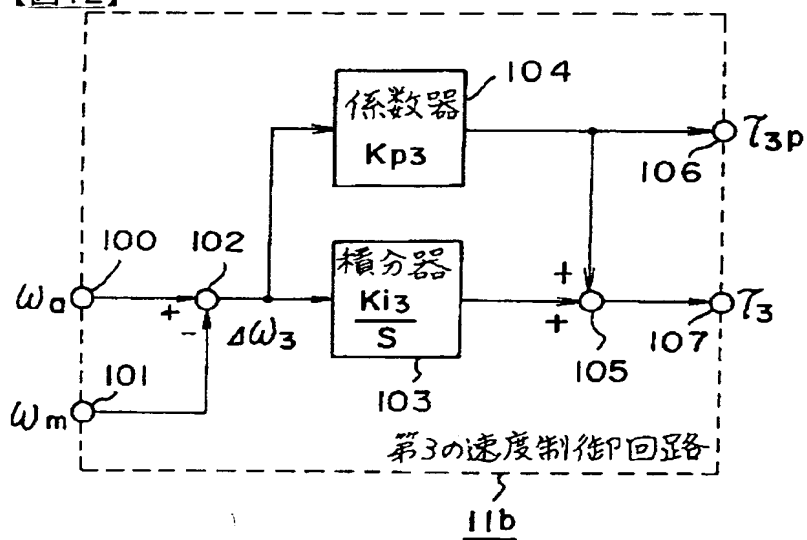 【図12】
104
係数器
Kp3
τ3p
106
100
102
ωa
+
-
Δω3
積分器
Ki3
S
103
+
+
105
τ3
107
101
ωm
第3の速度制御回路
11b